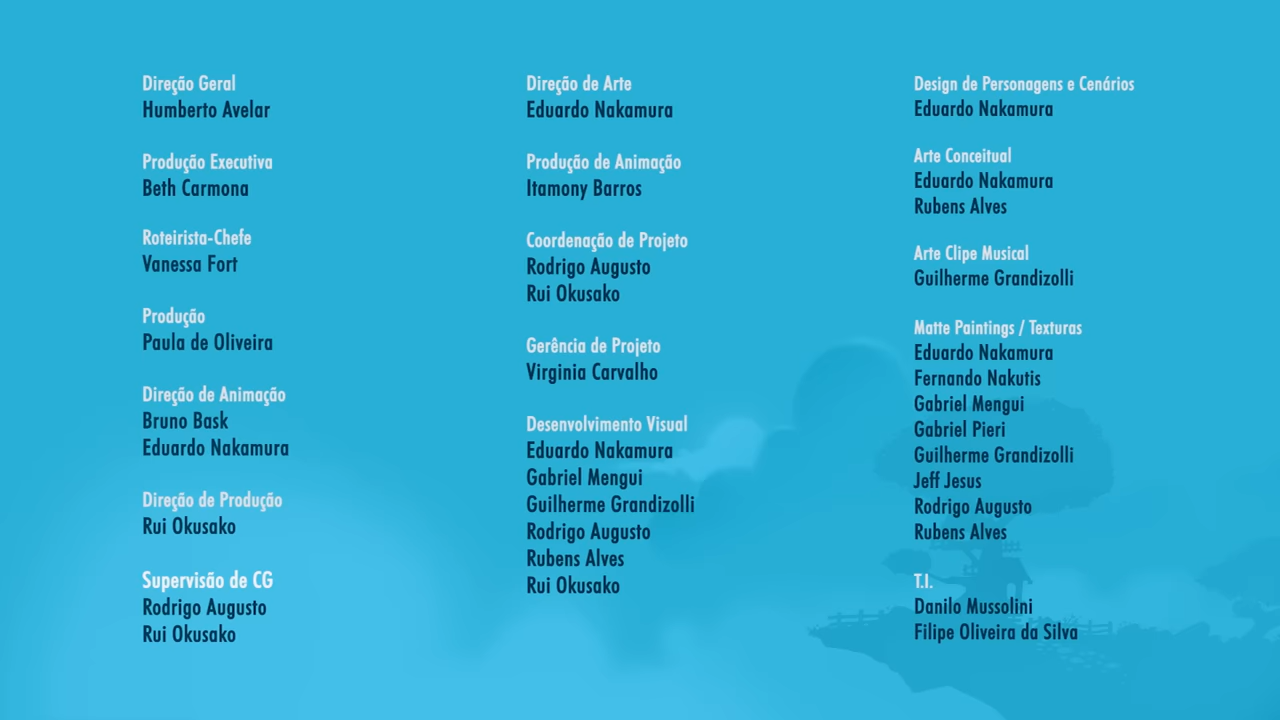 Direção Geral
Humberto Avelar
Produção Executiva
Beth Carmona
Roteirista-Chefe
Vanessa Fort
Produção
Paula de Oliveira
Direção de Animação
Bruno Bask
Eduardo Nakamura
Direção de Produção
Rui Okusako
Supervisão de CG
Rodrigo Augusto
Rui Okusako
Direção de Arte
Eduardo Nakamura
Produção de Animação
Itamony Barros
Coordenação de Projeto
Rodrigo Augusto
Rui Okusako
Gerência de Projeto
Virginia Carvalho
Desenvolvimento Visual
Eduardo Nakamura
Gabriel Mengui
Guilherme Grandizolli
Rodrigo Augusto
Rubens Alves
Rui Okusako
Design de Personagens e Cenários
Eduardo Nakamura
Arte Conceitual
Eduardo Nakamura
Rubens Alves
Arte Clipe Musical
Guilherme Grandizolli
Matte Paintings / Texturas
Eduardo Nakamura
Fernando Nakutis
Gabriel Mengui
Gabriel Pieri
Guilherme Grandizolli
Jeff Jesus
Rodrigo Augusto
Rubens Alves
T.I.
Danilo Mussolini
Filipe Oliveira da Silva